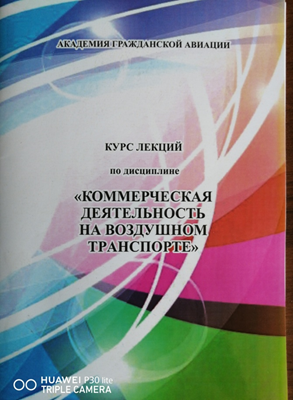 АКАДЕМИЯ ГРАЖДАНСКОЙ АВИАЦИИ
КУРС ЛЕКЦИЙ
по дисциплине
«КОММЕРЧЕСКАЯ
ДЕЯТЕЛЬНОСТЬ
НА ВОЗДУШНОМ
ТРАНСПОРТЕ»
HUAWEI P30 lite
TRIPLE CAMERA